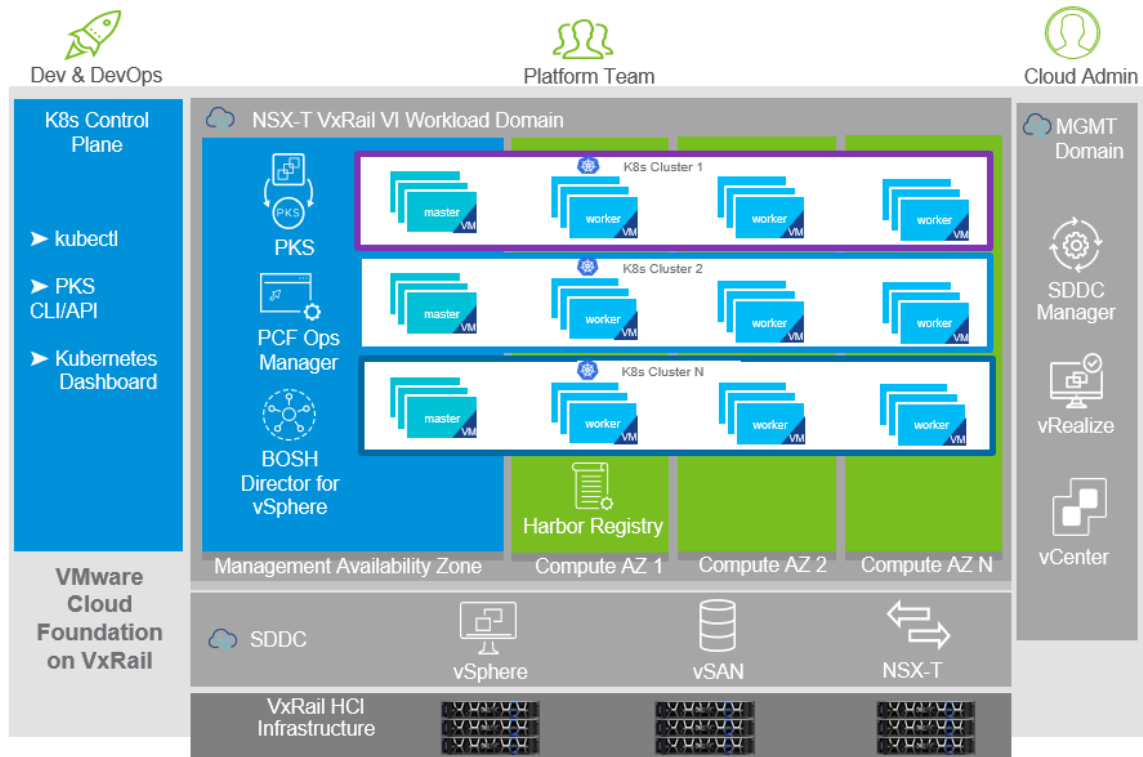 Dev & DevOps
Platform Team
Cloud Admin
K8s Control
Plane
➤ kubectl
➤ PKS
CLI/API
➤ Kubernetes
Dashboard
VMware
Cloud
Foundation
on VxRail
NSX-T VxRail VI Workload Domain
PKS
PKS
PCF Ops
Manager
BOSH
Director for
vSphere
K8s Cluster 1
master
VM
worker
VM
worker
VM
worker
VM
K8s Cluster 2
master
VM
worker
VM
worker
VM
worker
VM
K8s Cluster N
master
VM
worker
VM
worker
VM
worker
VM
Harbor Registry
Management Availability Zone
Compute AZ 1
Compute AZ 2
Compute AZ N
SDDC
vSphere
vSAN
NSX-T
VxRail HCI
Infrastructure
MGMT
Domain
SDDC
Manager
vRealize
vCenter